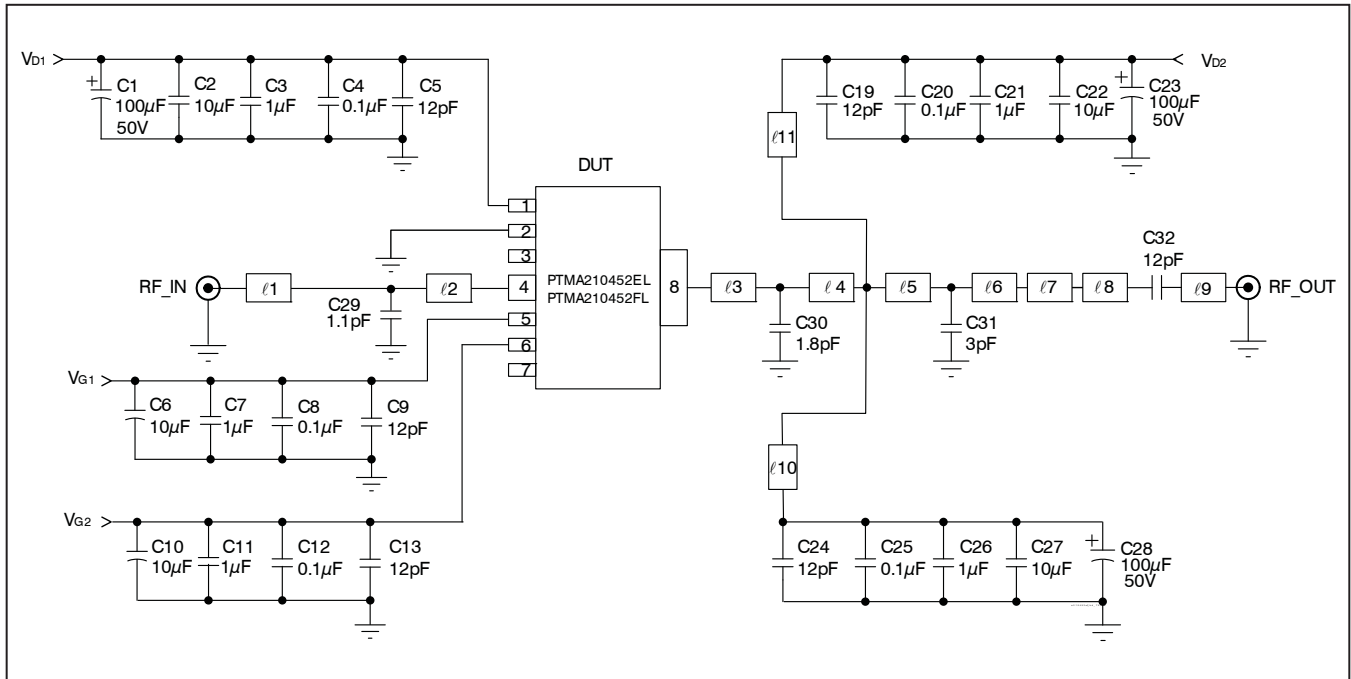 VD1
+
C1
100µF
50V
C2
10µF
C3
1µF
C4
0.1µF
C5
12pF
VD2
C19
12pF
C20
0.1µF
C21
1µF
C22
10µF
+
C23
100µF
50V
ℓ11
DUT
1
2
3
4
5
6
7
PTMA210452EL
PTMA210452FL
8
RF_IN
ℓ1
ℓ2
C29
1.1pF
ℓ3
ℓ4
ℓ5
ℓ6
ℓ7
ℓ8
C32
12pF
ℓ9
RF_OUT
C30
1.8pF
C31
3pF
VG1
C6
10µF
C7
1µF
C8
0.1µF
C9
12pF
ℓ10
VG2
C10
10µF
C11
1µF
C12
0.1µF
C13
12pF
C24
12pF
C25
0.1µF
C26
1µF
C27
10µF
+
C28
100µF
50V